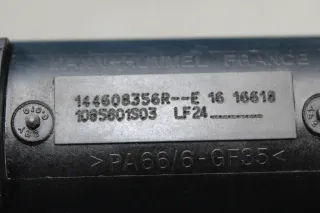 MANN+HUMMEL FRANCE
144608356R--E 16 16618
1085601S03 LF24
>PA66/6-GF35<